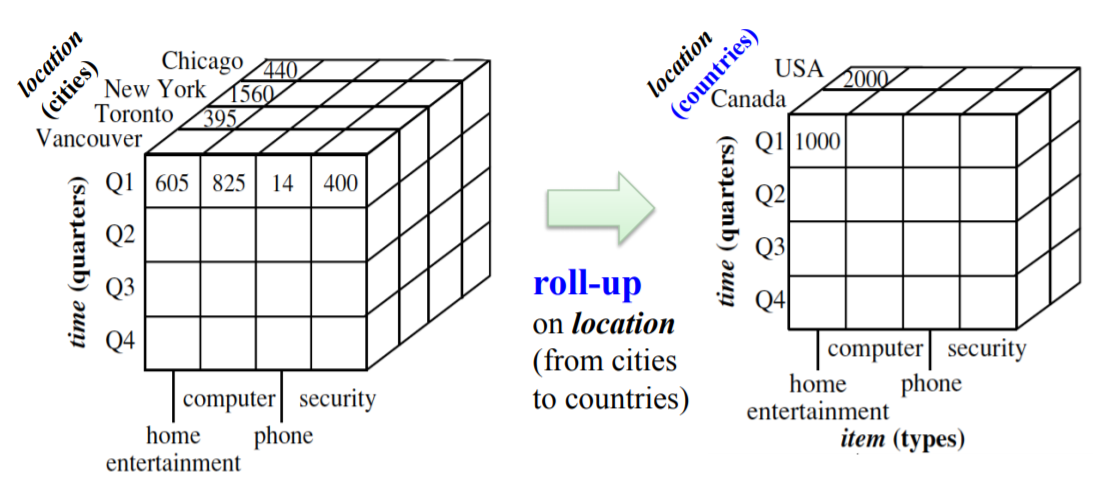 location
(cities)
Chicago
New York
Toronto
Vancouver
440
1560
395
time (quarters)
Q1 605 825 14 400
Q2
Q3
Q4
computer security
home phone
entertainment
roll-up
on location
(from cities
to countries)
location
(countries)
USA
Canada
2000
time (quarters)
Q1 1000
Q2
Q3
Q4
computer security
home phone
entertainment
item (types)